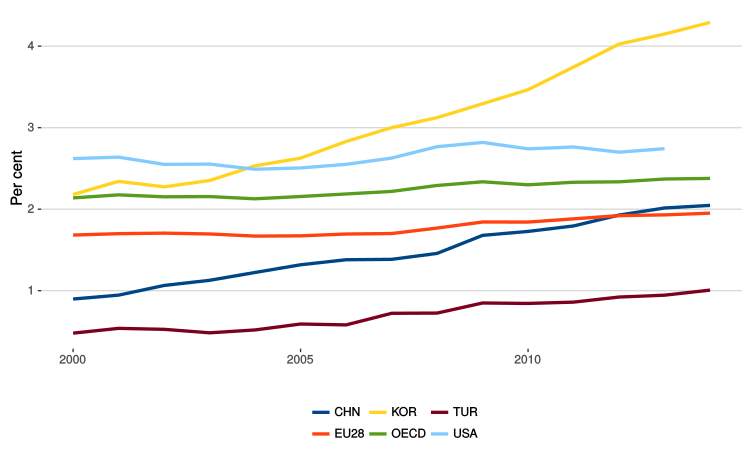 Per cent
4
3
2
1
2000 2005 2010
CHN KOR TUR
EU28 OECD USA